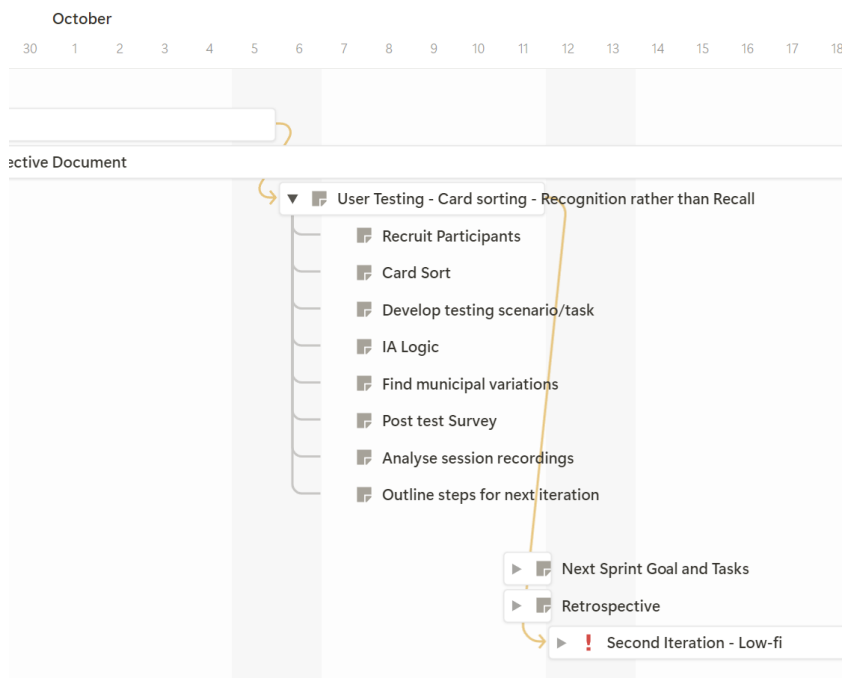 October
30 1 2 3 4 5 6 7 8 9 10 11 12 13 14 15 16 17 18
ective Document
User Testing - Card sorting - Recognition rather than Recall
Recruit Participants
Card Sort
Develop testing scenario/task
IA Logic
Find municipal variations
Post test Survey
Analyse session recordings
Outline steps for next iteration
Next Sprint Goal and Tasks
Retrospective
! Second Iteration - Low-fi